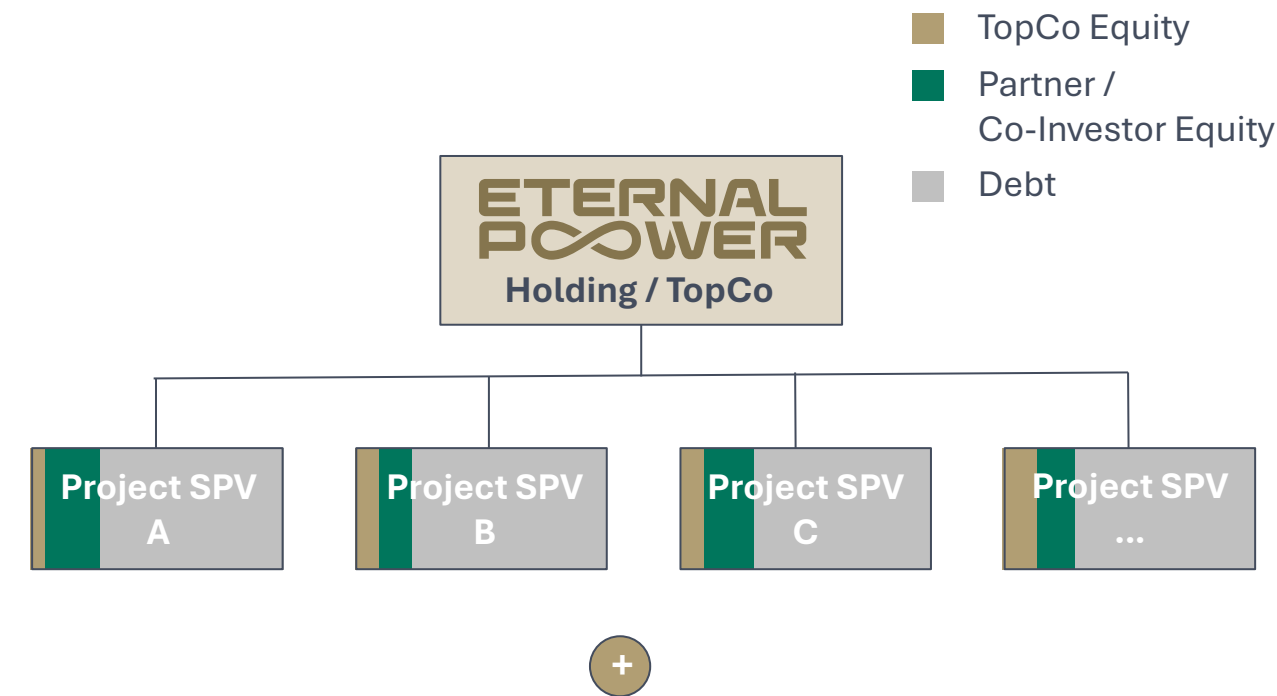 TopCo Equity
Partner /
Co-Investor Equity
Debt
ETERNAL
POWER
Holding / TopCo
Project SPV
A
Project SPV
B
Project SPV
C
Project SPV
...
+